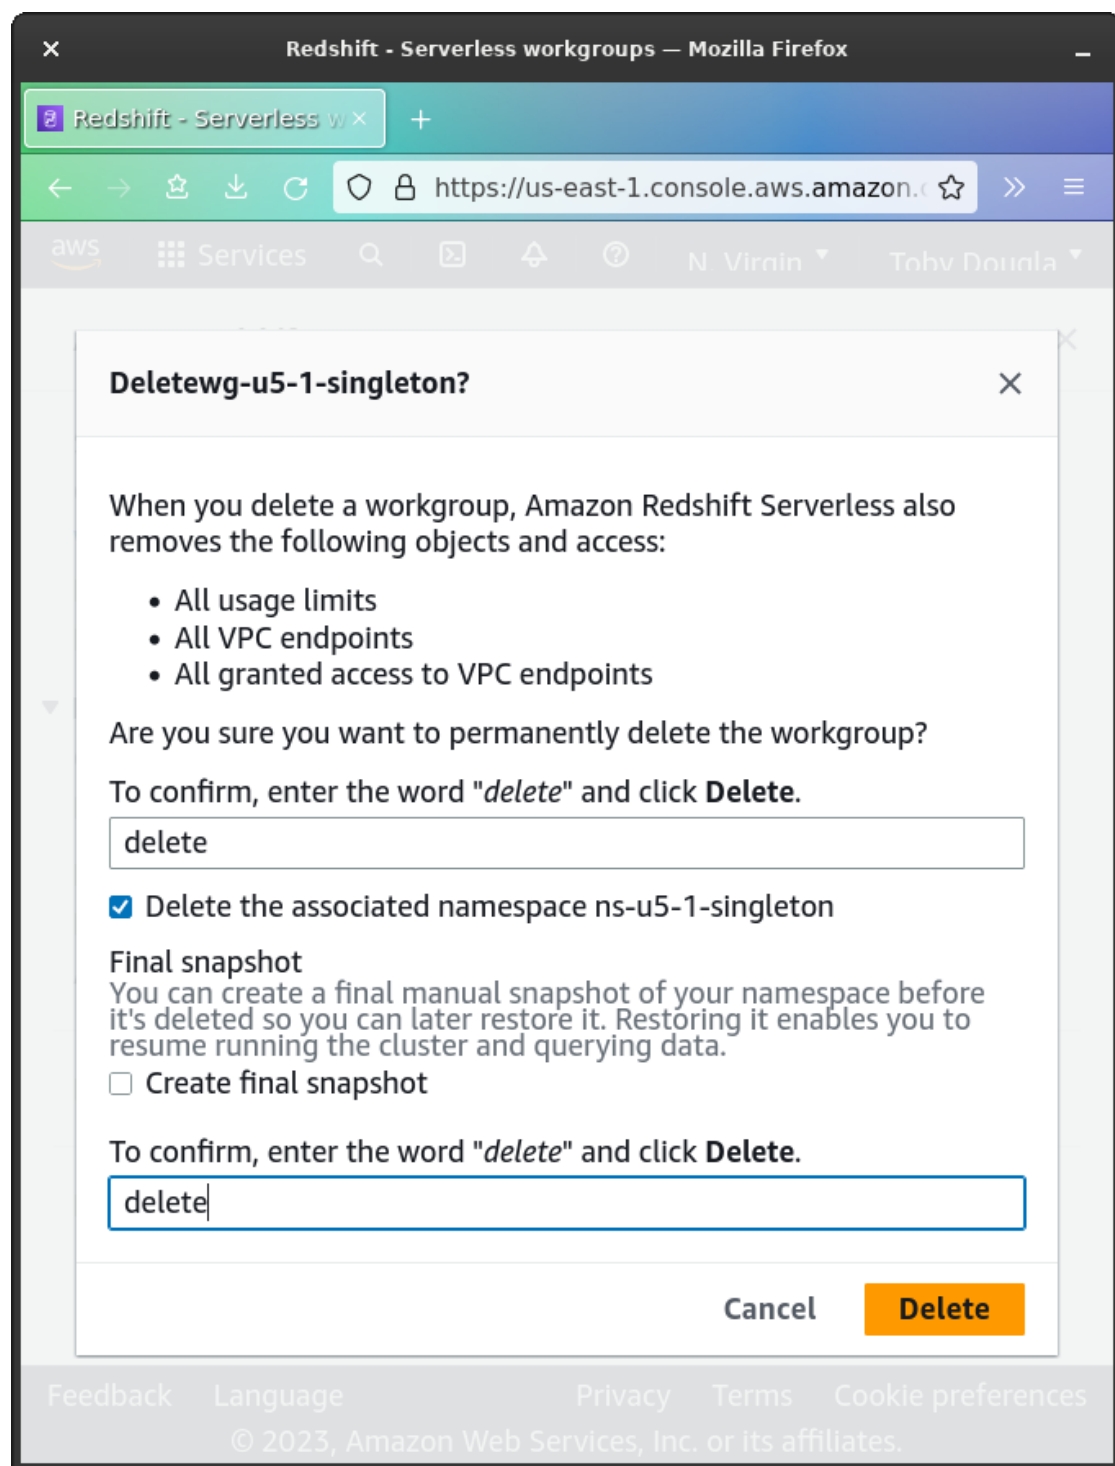 Redshift - Serverless workgroups — Mozilla Firefox
Redshift - Serverless w
https://us-east-1.console.aws.amazon.
aws Services N. Virgin Toby Dougla
Deletewg-u5-1-singleton?
When you delete a workgroup, Amazon Redshift Serverless also
removes the following objects and access:
• All usage limits
• All VPC endpoints
• All granted access to VPC endpoints
Are you sure you want to permanently delete the workgroup?
To confirm, enter the word "delete" and click Delete.
delete
Delete the associated namespace ns-u5-1-singleton
Final snapshot
You can create a final manual snapshot of your namespace before
it's deleted so you can later restore it. Restoring it enables you to
resume running the cluster and querying data.
Create final snapshot
To confirm, enter the word "delete" and click Delete.
delete
Cancel Delete
Feedback Language Privacy Terms Cookie preferences
© 2023, Amazon Web Services, Inc. or its affiliates.